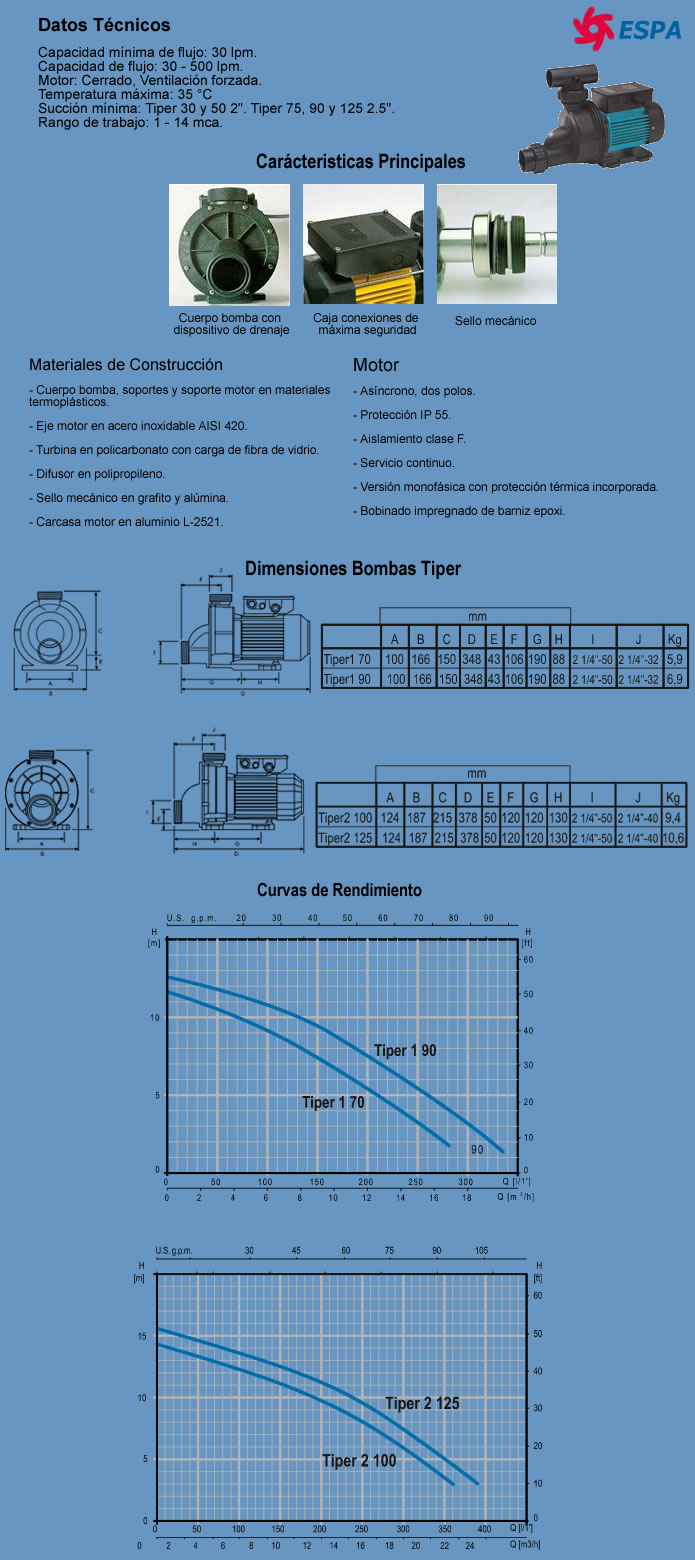 ESPA
Datos Técnicos
Capacidad mínima de flujo: 30 lpm.
Capacidad de flujo: 30 - 500 lpm.
Motor: Cerrado, Ventilación forzada.
Temperatura máxima: 35 °C
Succión mínima: Tiper 30 y 50 2". Tiper 75, 90 y 125 2.5".
Rango de trabajo: 1 - 14 mca.
Carácteristicas Principales
Cuerpo bomba con
dispositivo de drenaje
Caja conexiones de
máxima seguridad
Sello mecánico
Materiales de Construcción
- Cuerpo bomba, soportes y soporte motor en materiales
termoplásticos.
- Eje motor en acero inoxidable AISI 420.
- Turbina en policarbonato con carga de fibra de vidrio.
- Difusor en polipropileno.
- Sello mecánico en grafito y alúmina.
- Carcasa motor en aluminio L-2521.
Motor
- Asíncrono, dos polos.
- Protección IP 55.
- Aislamiento clase F.
- Servicio continuo.
- Versión monofásica con protección térmica incorporada.
- Bobinado impregnado de barniz epoxi.
Dimensiones Bombas Tiper
C
E
A
B
J
F
I
G H
D
mm
A B C D E F G H I J Kg
Tiper1 70 100 166 150 348 43 106 190 88 2 1/4"-50 2 1/4"-32 5,9
Tiper1 90 100 166 150 348 43 106 190 88 2 1/4"-50 2 1/4"-32 6,9
C
A
B
J
F
I
E
H G
D
mm
A B C D E F G H I J Kg
Tiper2 100 124 187 215 378 50 120 120 130 2 1/4"-50 2 1/4"-40 9,4
Tiper2 125 124 187 215 378 50 120 120 130 2 1/4"-50 2 1/4"-40 10,6
Curvas de Rendimiento
U.S. g.p.m. 20 30 40 50 60 70 80 90
H
[m]
H
[ft]
60
50
10
40
Tiper 1 90
30
5
Tiper 1 70
20
10
90
0
0
0 50 100 150 200 250 300 Q [l/1"]
0 2 4 6 8 10 12 14 16 18 Q [m³/h]
U.S. g.p.m. 30 45 60 75 90 105
H
[m]
H
[ft]
60
15
50
40
10
Tiper 2 125
30
20
5
Tiper 2 100
10
0
0
0 50 100 150 200 250 300 350 400 Q [l/1"]
0 2 4 6 8 10 12 14 16 18 20 22 24 Q [m3/h]